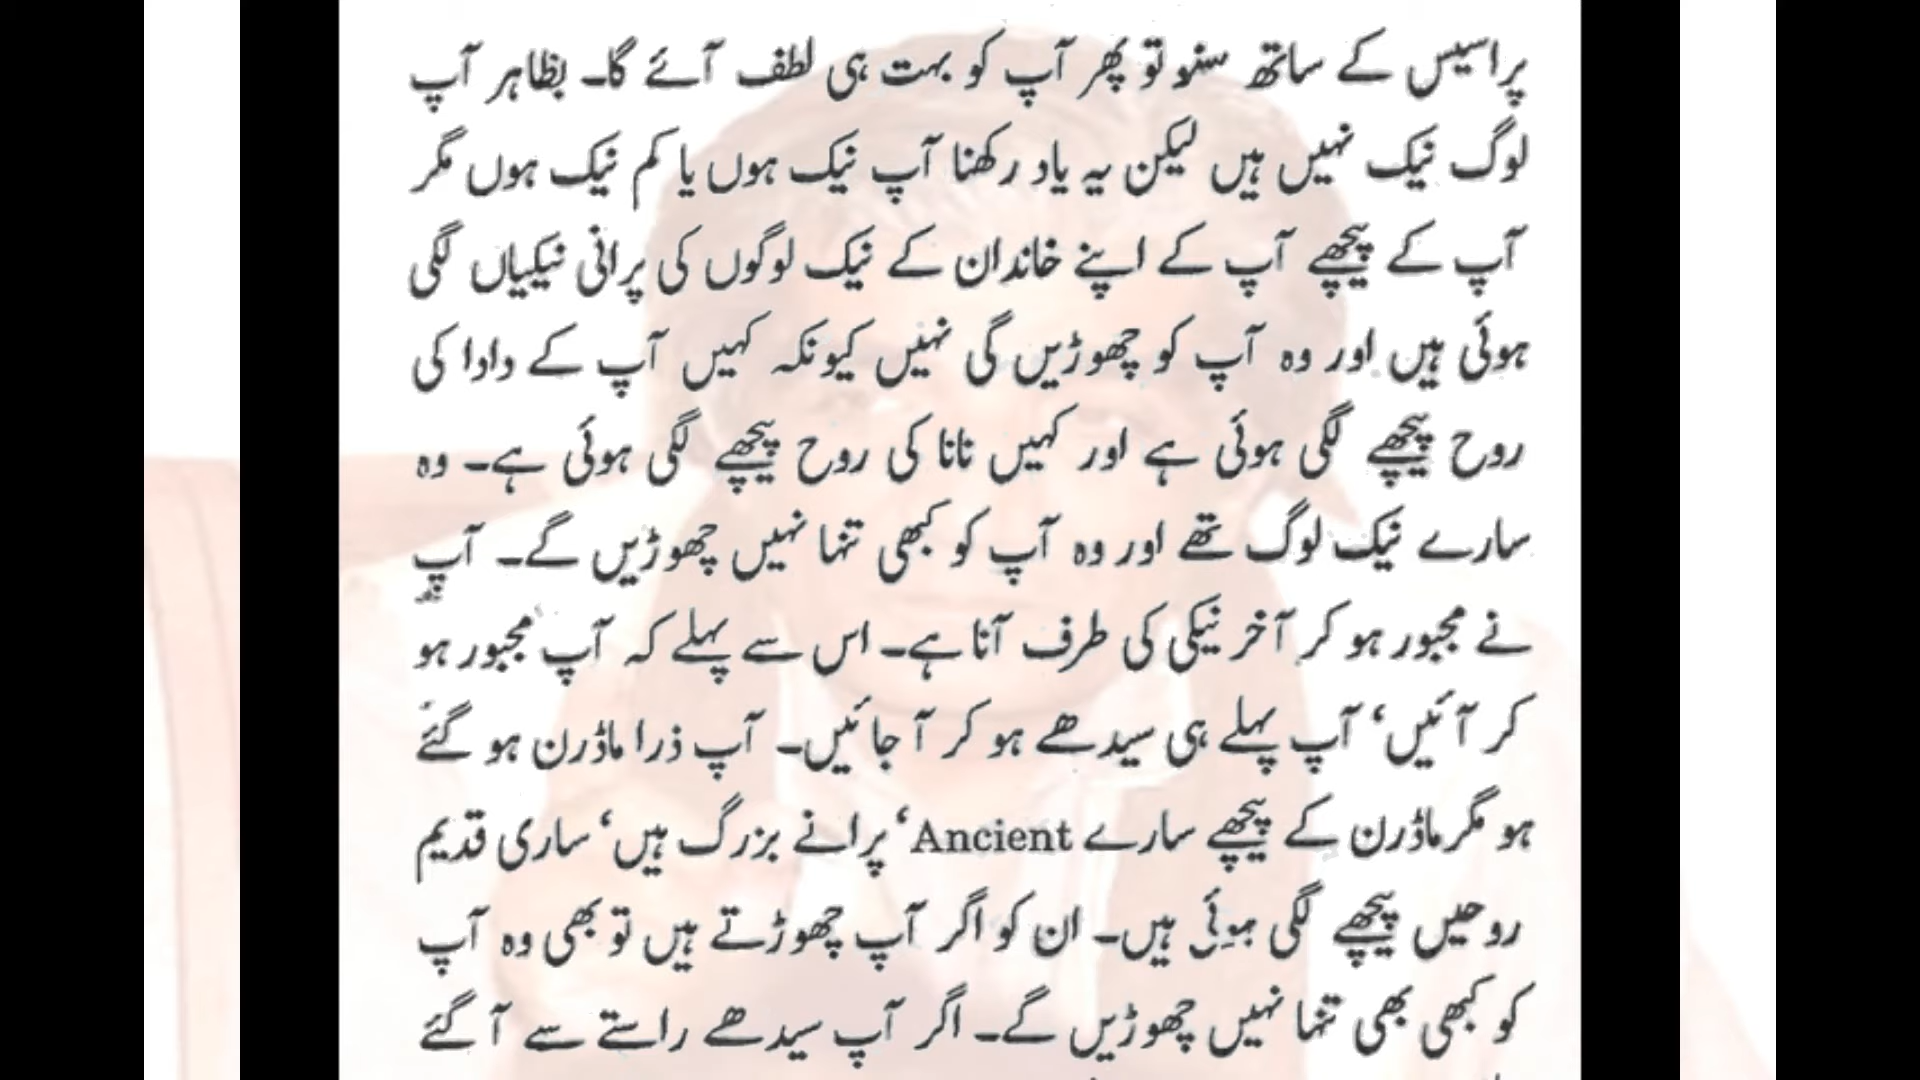 پراسیس کے ساتھ سنو تو پھر آپ کو بہت ہی لطف آئے گا۔ بظاہر آپ
لوگ نیک نہیں ہیں لیکن یہ یاد رکھنا آپ نیک ہوں یا کم نیک ہوں مگر
آپ کے پیچھے آپ کے اپنے خاندان کے نیک لوگوں کی پرانی نیکیاں لگی
ہوئی ہیں اور وہ آپ کو چھوڑیں گی نہیں کیونکہ کہیں آپ کے دادا کی
روح پیچھے لگی ہوئی ہے اور کہیں نانا کی روح پیچھے لگی ہوئی ہے۔ وہ
سارے نیک لوگ تھے اور وہ آپ کو کبھی تنہا نہیں چھوڑیں گے۔ آپ
نے مجبور ہو کر آخر نیکی کی طرف آنا ہے۔ اس سے پہلے کہ آپ مجبور ہو
کر آئیں‘ آپ پہلے ہی سیدھے ہو کر آ جائیں۔ آپ ذرا ماڈرن ہو گئے
ہو مگر ماڈرن کے پیچھے سارے Ancient‘ پرانے بزرگ ہیں‘ ساری قدیم
روحیں پیچھے لگی ہوئی ہیں۔ ان کو اگر آپ چھوڑتے ہیں تو بھی وہ آپ
کو کبھی بھی تنہا نہیں چھوڑیں گے۔ اگر آپ سیدھے راستے سے آ گئے